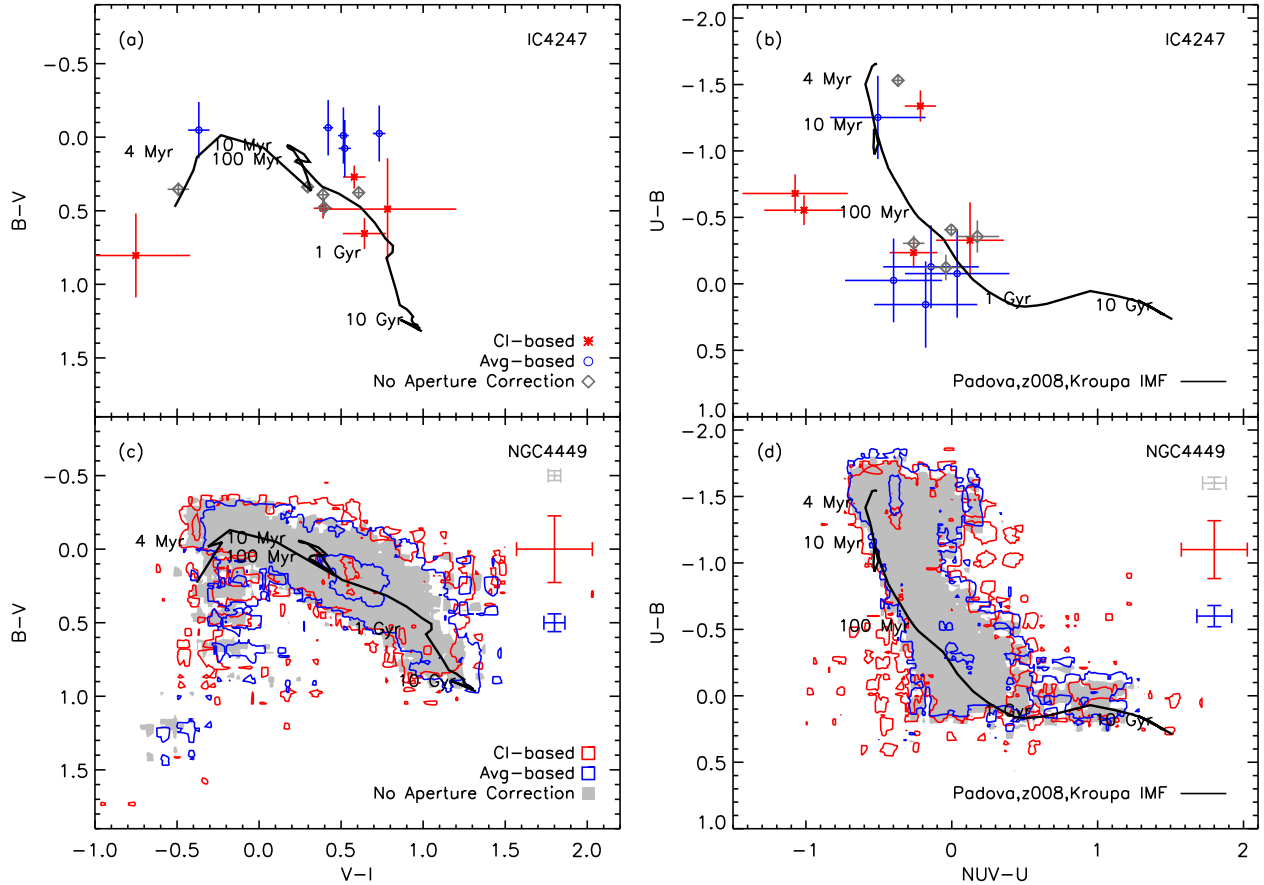 (a)
IC4247
−0.5
0.0
0.5
1.0
1.5
B−V
4 Myr
10 Myr
100 Myr
1 Gyr
10 Gyr
CI−based
Avg−based
No Aperture Correction
(b)
IC4247
−2.0
−1.5
−1.0
−0.5
0.0
0.5
1.0
U−B
4 Myr
10 Myr
100 Myr
1 Gyr
10 Gyr
Padova,z008,Kroupa IMF
(c)
NGC4449
−0.5
0.0
0.5
1.0
1.5
B−V
4 Myr
10 Myr
100 Myr
1 Gyr
10 Gyr
CI−based
Avg−based
No Aperture Correction
−1.0 −0.5 0.0 0.5 1.0 1.5 2.0
V−I
(d)
NGC4449
−2.0
−1.5
−1.0
−0.5
0.0
0.5
1.0
U−B
4 Myr
10 Myr
100 Myr
1 Gyr
10 Gyr
Padova,z008,Kroupa IMF
−1 0 1 2
NUV−U